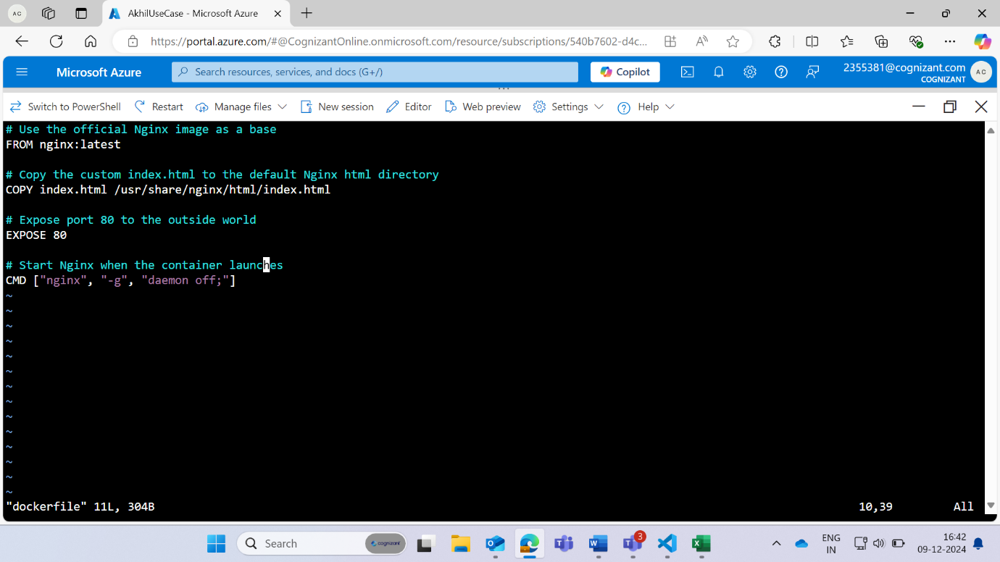 AC
AkhilUseCase - Microsoft Azure
https://portal.azure.com/#@CognizantOnline.onmicrosoft.com/resource/subscriptions/540b7602-d4c...
Microsoft Azure
Search resources, services, and docs (G+/)
Copilot
2355381@cognizant.com
COGNIZANT
AC
Switch to PowerShell
Restart
Manage files
New session
Editor
Web preview
Settings
Help
# Use the official Nginx image as a base
FROM nginx:latest
# Copy the custom index.html to the default Nginx html directory
COPY index.html /usr/share/nginx/html/index.html
# Expose port 80 to the outside world
EXPOSE 80
# Start Nginx when the container launches
CMD ["nginx", "-g", "daemon off;"]
~
~
~
~
~
~
~
~
~
~
~
~
~
~
"dockerfile" 11L, 304B 10,39 All
Search
cognizant
3
ENG
IN
16:42
09-12-2024